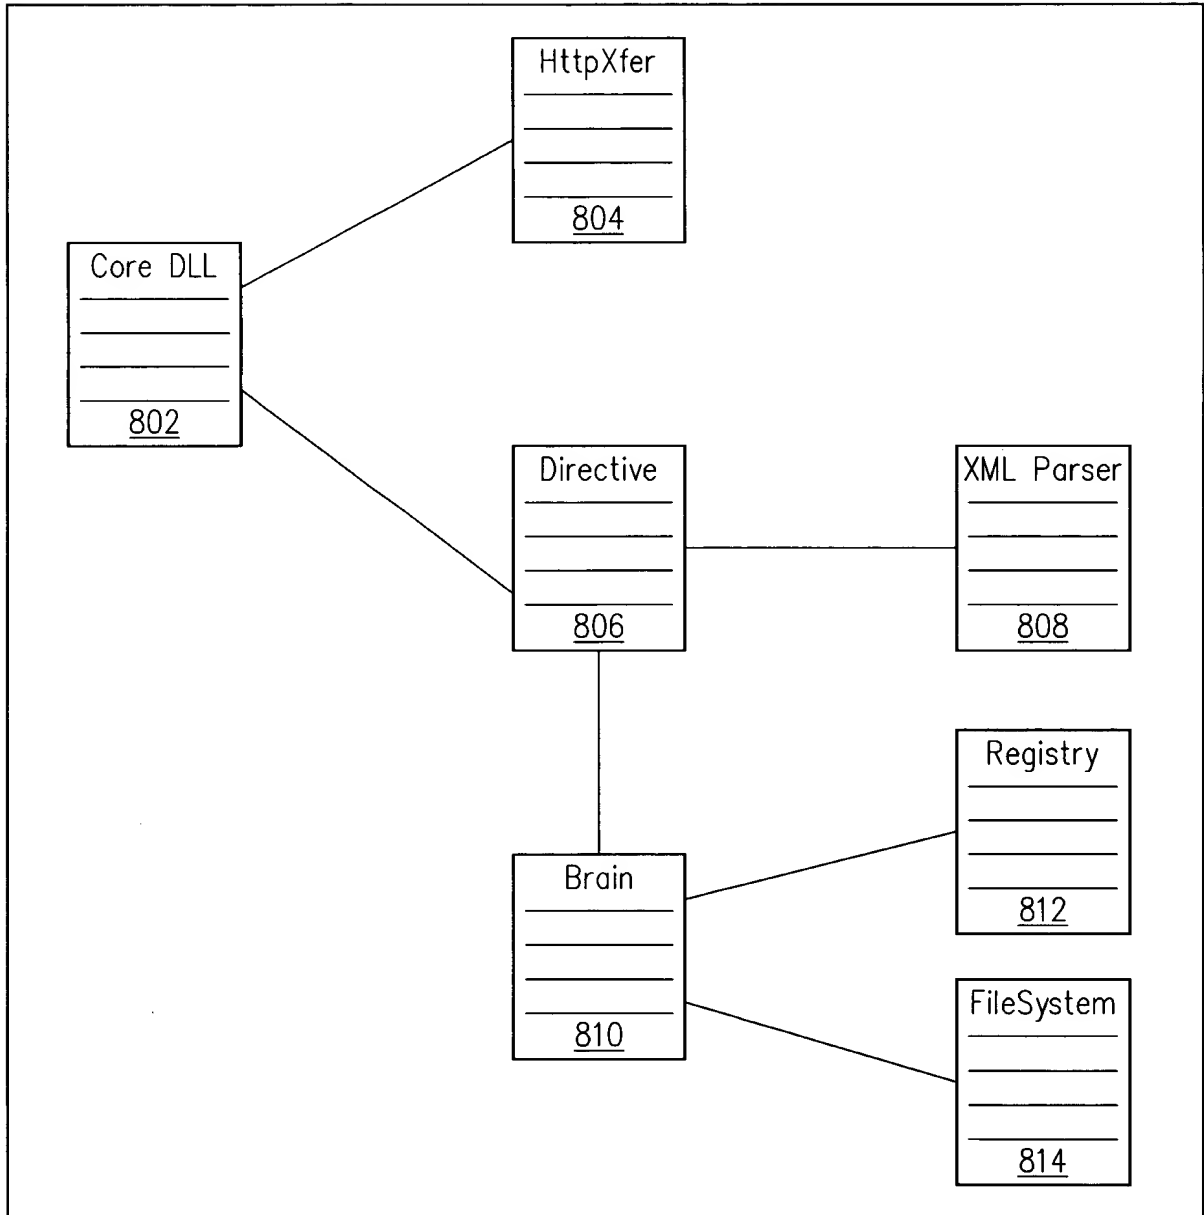 HttpXfer
804
Core DLL
802
Directive
806
XML Parser
808
Registry
812
Brain
810
FileSystem
814